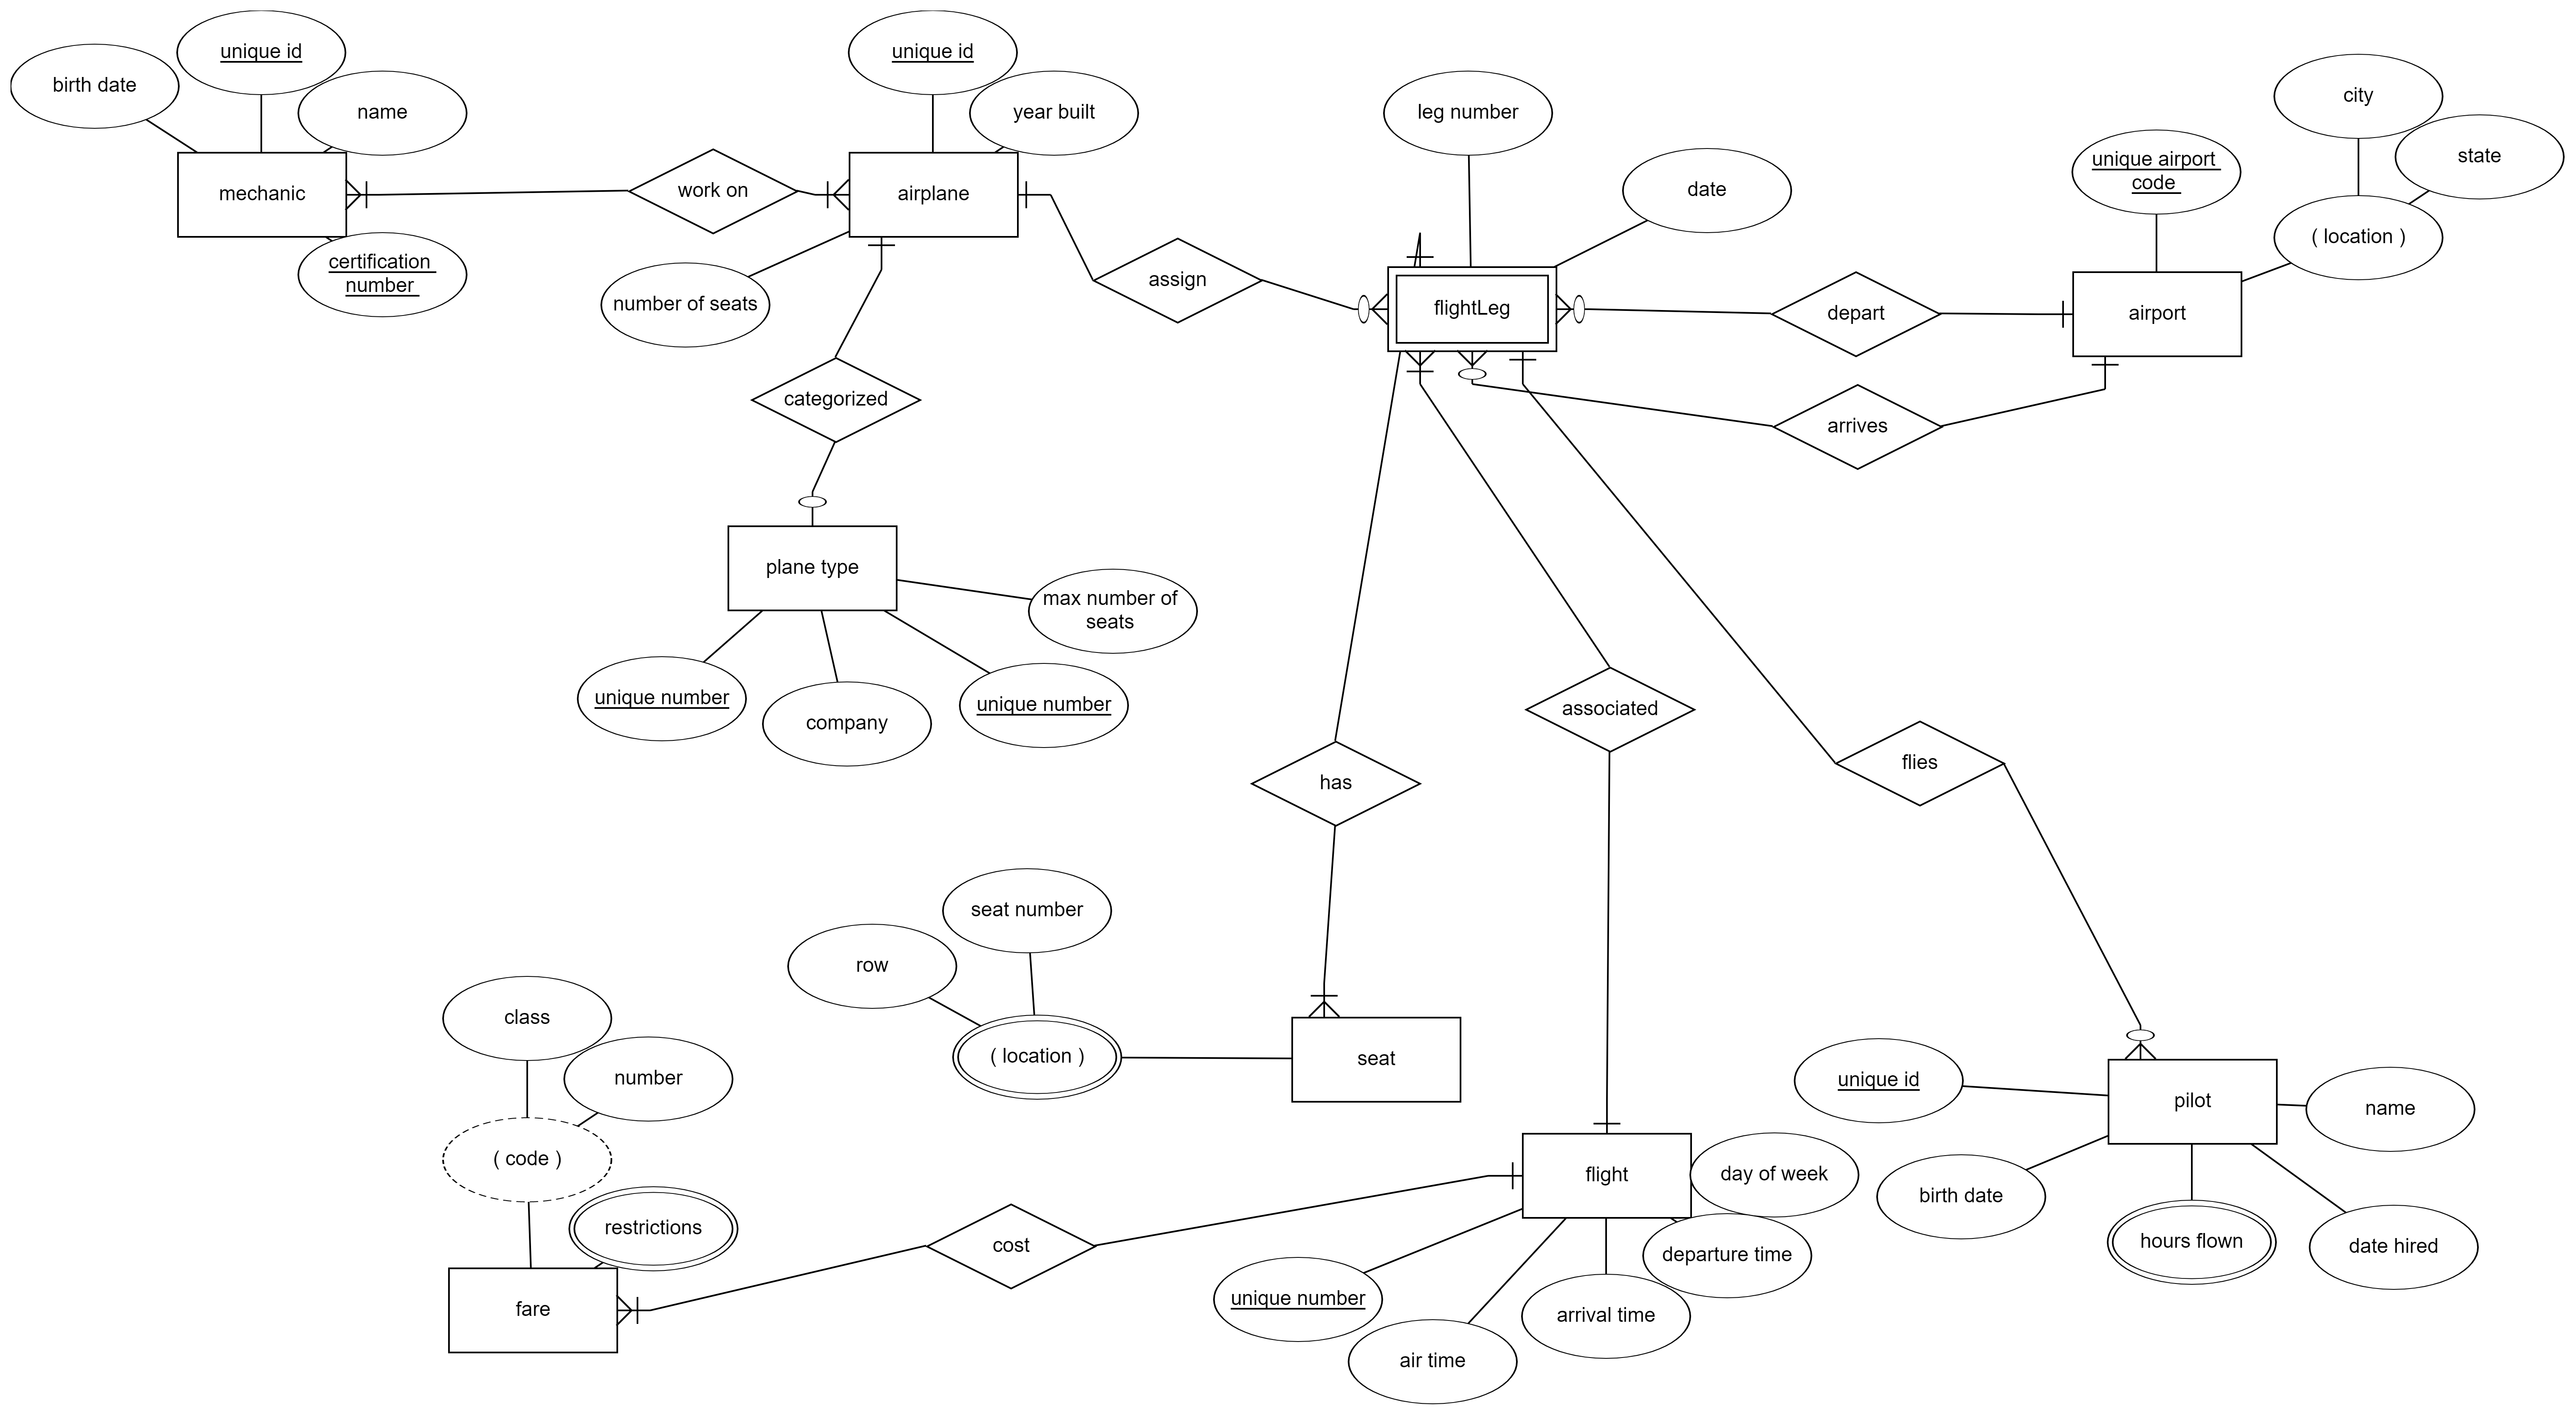 unique id
birth date
name
mechanic
certification
number
work on
unique id
year built
airplane
number of seats
assign
leg number
date
flightLeg
depart
arrives
unique airport
code
airport
city
state
( location )
categorized
plane type
max number of
seats
unique number
company
unique number
has
associated
flies
seat number
row
( location )
seat
class
number
( code )
restrictions
fare
cost
flight
day of week
departure time
arrival time
air time
unique number
unique id
pilot
name
birth date
hours flown
date hired